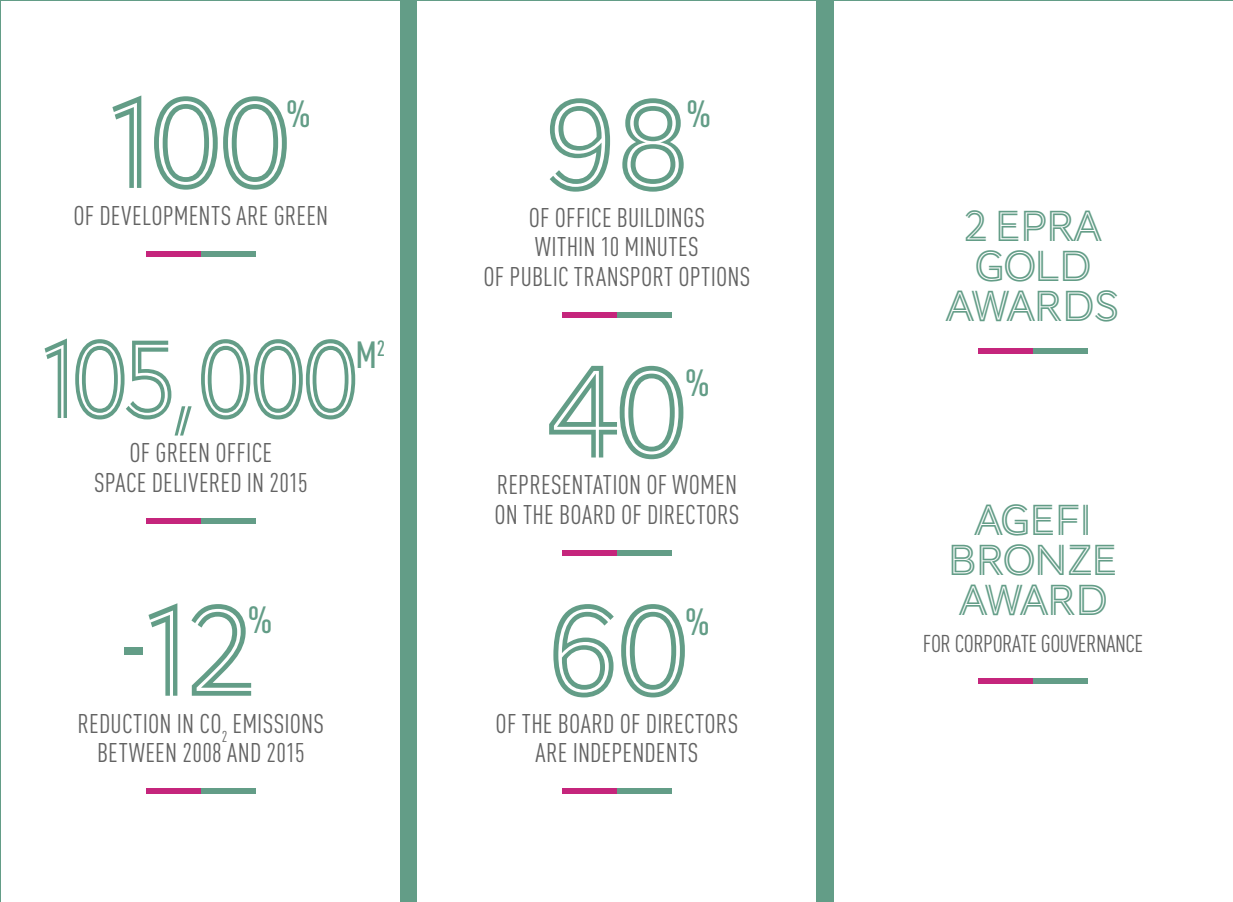 100%
OF DEVELOPMENTS ARE GREEN
105,000M²
OF GREEN OFFICE
SPACE DELIVERED IN 2015
-12%
REDUCTION IN CO₂ EMISSIONS
BETWEEN 2008 AND 2015
98%
OF OFFICE BUILDINGS
WITHIN 10 MINUTES
OF PUBLIC TRANSPORT OPTIONS
40%
REPRESENTATION OF WOMEN
ON THE BOARD OF DIRECTORS
60%
OF THE BOARD OF DIRECTORS
ARE INDEPENDENTS
2 EPRA
GOLD
AWARDS
AGEFI
BRONZE
AWARD
FOR CORPORATE GOUVERNANCE